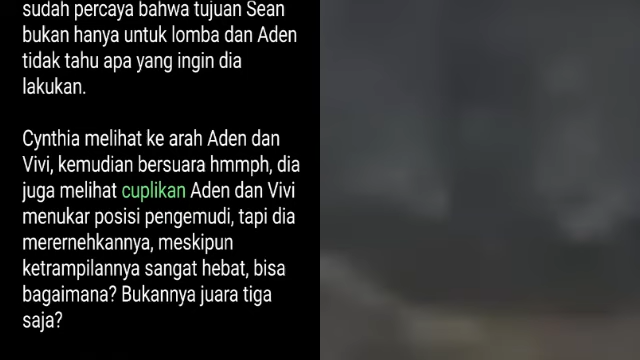 sudah percaya bahwa tujuan Sean
bukan hanya untuk lomba dan Aden
tidak tahu apa yang ingin dia
lakukan.
Cynthia melihat ke arah Aden dan
Vivi, kemudian bersuara hmmph, dia
juga melihat cuplikan Aden dan Vivi
menukar posisi pengemudi, tapi dia
merernehkannya, meskipun
ketrampilannya sangat hebat, bisa
bagaimana? Bukannya juara tiga
saja?